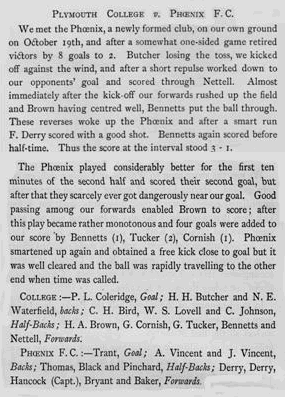 PLYMOUTH COLLEGE v. PHŒNIX F. C.
We met the Phœnix, a newly formed club, on our own ground
on October 19th, and after a somewhat one-sided game retired
victors by 8 goals to 2. Butcher losing the toss, we kicked
off against the wind, and after a short repulse worked down to
our opponents' goal and scored through Nettell. Almost
immediately after the kick-off our forwards rushed up the field
and Brown having centred well, Bennetts put the ball through.
These reverses woke up the Phœnix and after a smart run
F. Derry scored with a good shot. Bennetts again scored before
half-time. Thus the score at the interval stood 3 - 1.
The Phœnix played considerably better for the first ten
minutes of the second half and scored their second goal, but
after that they scarcely ever got dangerously near our goal. Good
passing among our forwards enabled Brown to score; after
this play became rather monotonous and four goals were added to
our score by Bennetts (1), Tucker (2), Cornish (1). Phœnix
smartened up again and obtained a free kick close to goal but it
was well cleared and the ball was rapidly travelling to the other
end when time was called.
COLLEGE :—P. L. Coleridge, Goal; H. H. Butcher and N. E.
Waterfield, backs; C. H. Bird, W. S. Lovell and C. Johnson,
Half-Backs; H. A. Brown, G. Cornish, G. Tucker, Bennetts and
Nettell, Forwards.
PHŒNIX F. C. :—Trant, Goal; A. Vincent and J. Vincent,
Backs; Thomas, Black and Pinchard, Half-Backs; Derry, Derry,
Hancock (Capt.), Bryant and Baker, Forwards.